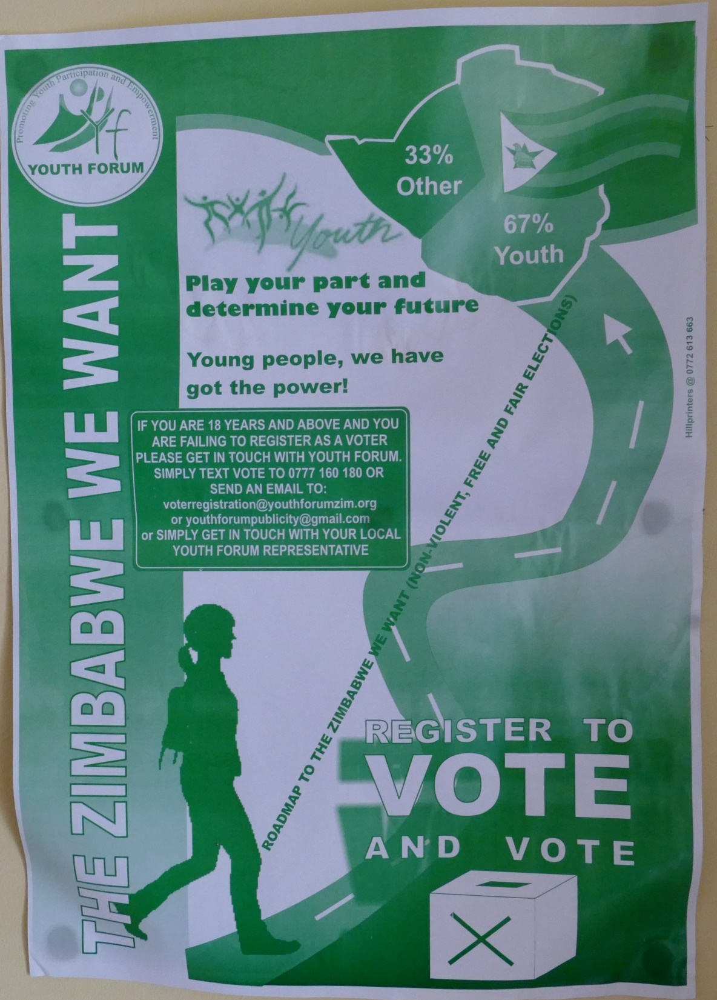 Promoting Youth Participation and Empowerment
Yf
YOUTH FORUM
THE ZIMBABWE WE WANT
33%
Other
67%
Youth
Youth
Play your part and
determine your future
Young people, we have
got the power!
IF YOU ARE 18 YEARS AND ABOVE AND YOU
ARE FAILING TO REGISTER AS A VOTER
PLEASE GET IN TOUCH WITH YOUTH FORUM.
SIMPLY TEXT VOTE TO 0777 160 180 OR
SEND AN EMAIL TO:
voterregistration@youthforumzim.org
or youthforumpublicity@gmail.com
or SIMPLY GET IN TOUCH WITH YOUR LOCAL
YOUTH FORUM REPRESENTATIVE
ROADMAP TO THE ZIMBABWE WE WANT (NON-VIOLENT, FREE AND FAIR ELECTIONS)
Hillprinters @ 0772 613 663
REGISTER TO
VOTE
AND VOTE